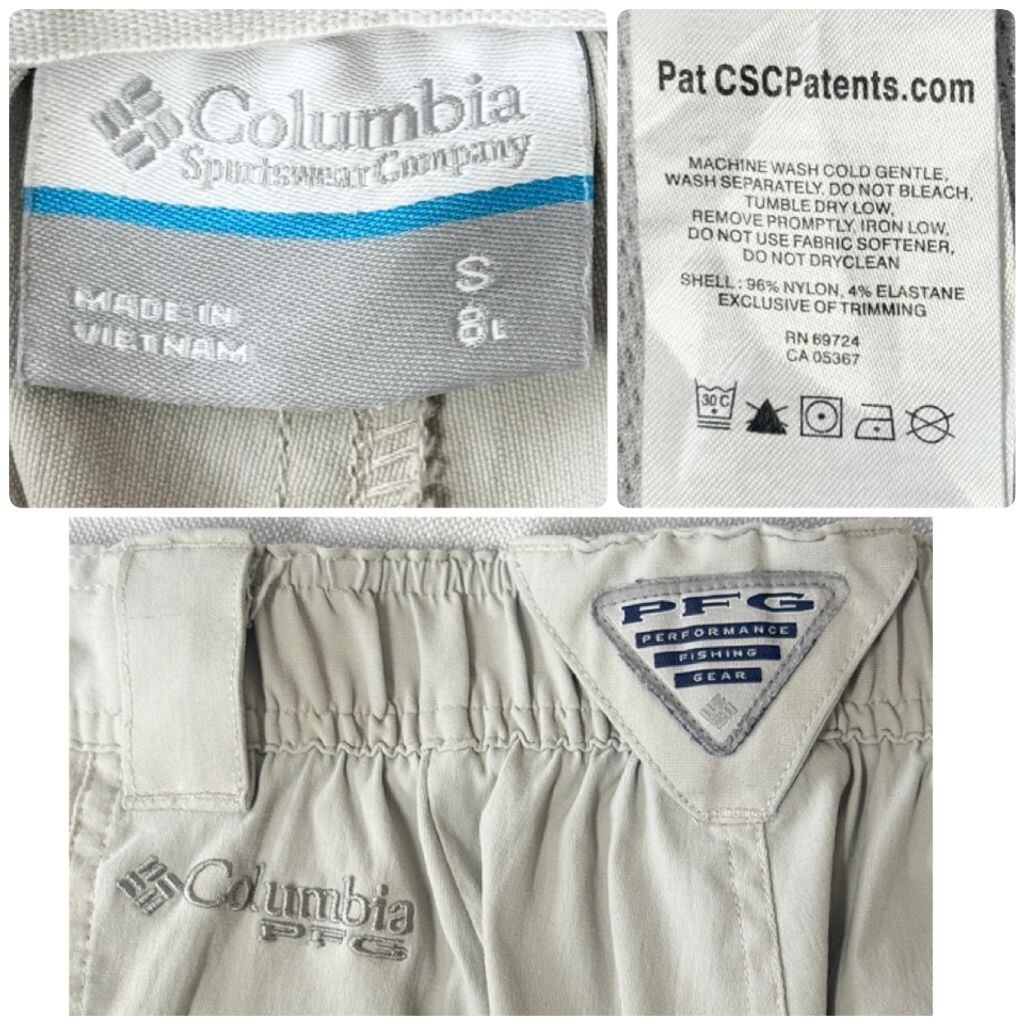 Columbia
Sportswear Company
MADE IN
VIETNAM
S
8L
Pat CSCPatents.com
MACHINE WASH COLD GENTLE,
WASH SEPARATELY. DO NOT BLEACH,
TUMBLE DRY LOW,
REMOVE PROMPTLY, IRON LOW,
DO NOT USE FABRIC SOFTENER,
DO NOT DRYCLEAN
SHELL : 96% NYLON, 4% ELASTANE
EXCLUSIVE OF TRIMMING
RN 69724
CA 05367
30 C
PFG
PERFORMANCE
FISHING
GEAR
Columbia
PFG